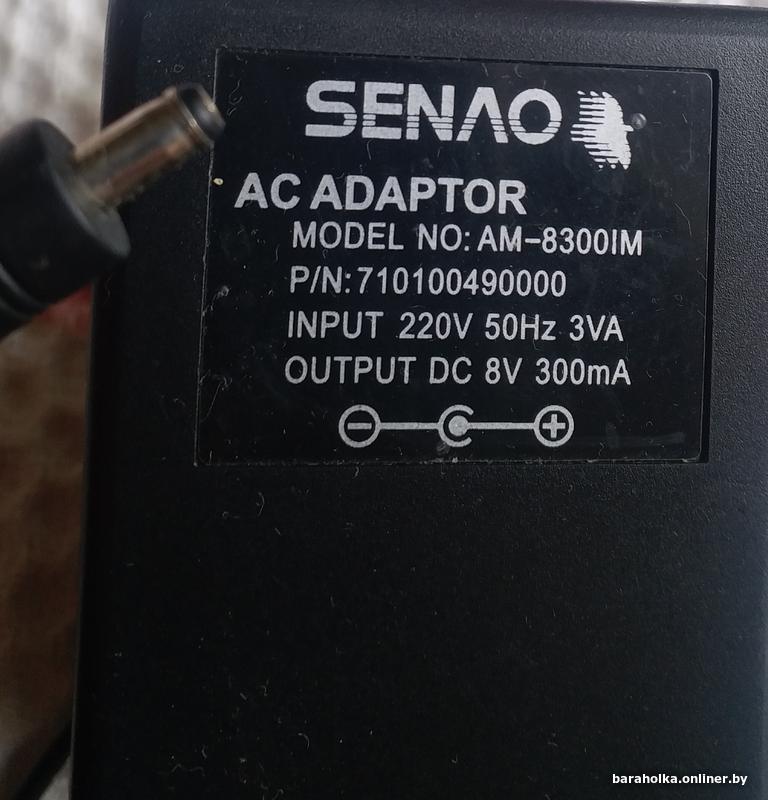 SENAO
AC ADAPTOR
MODEL NO: AM-8300IM
P/N: 710100490000
INPUT 220V 50Hz 3VA
OUTPUT DC 8V 300mA
baraholka.onliner.by